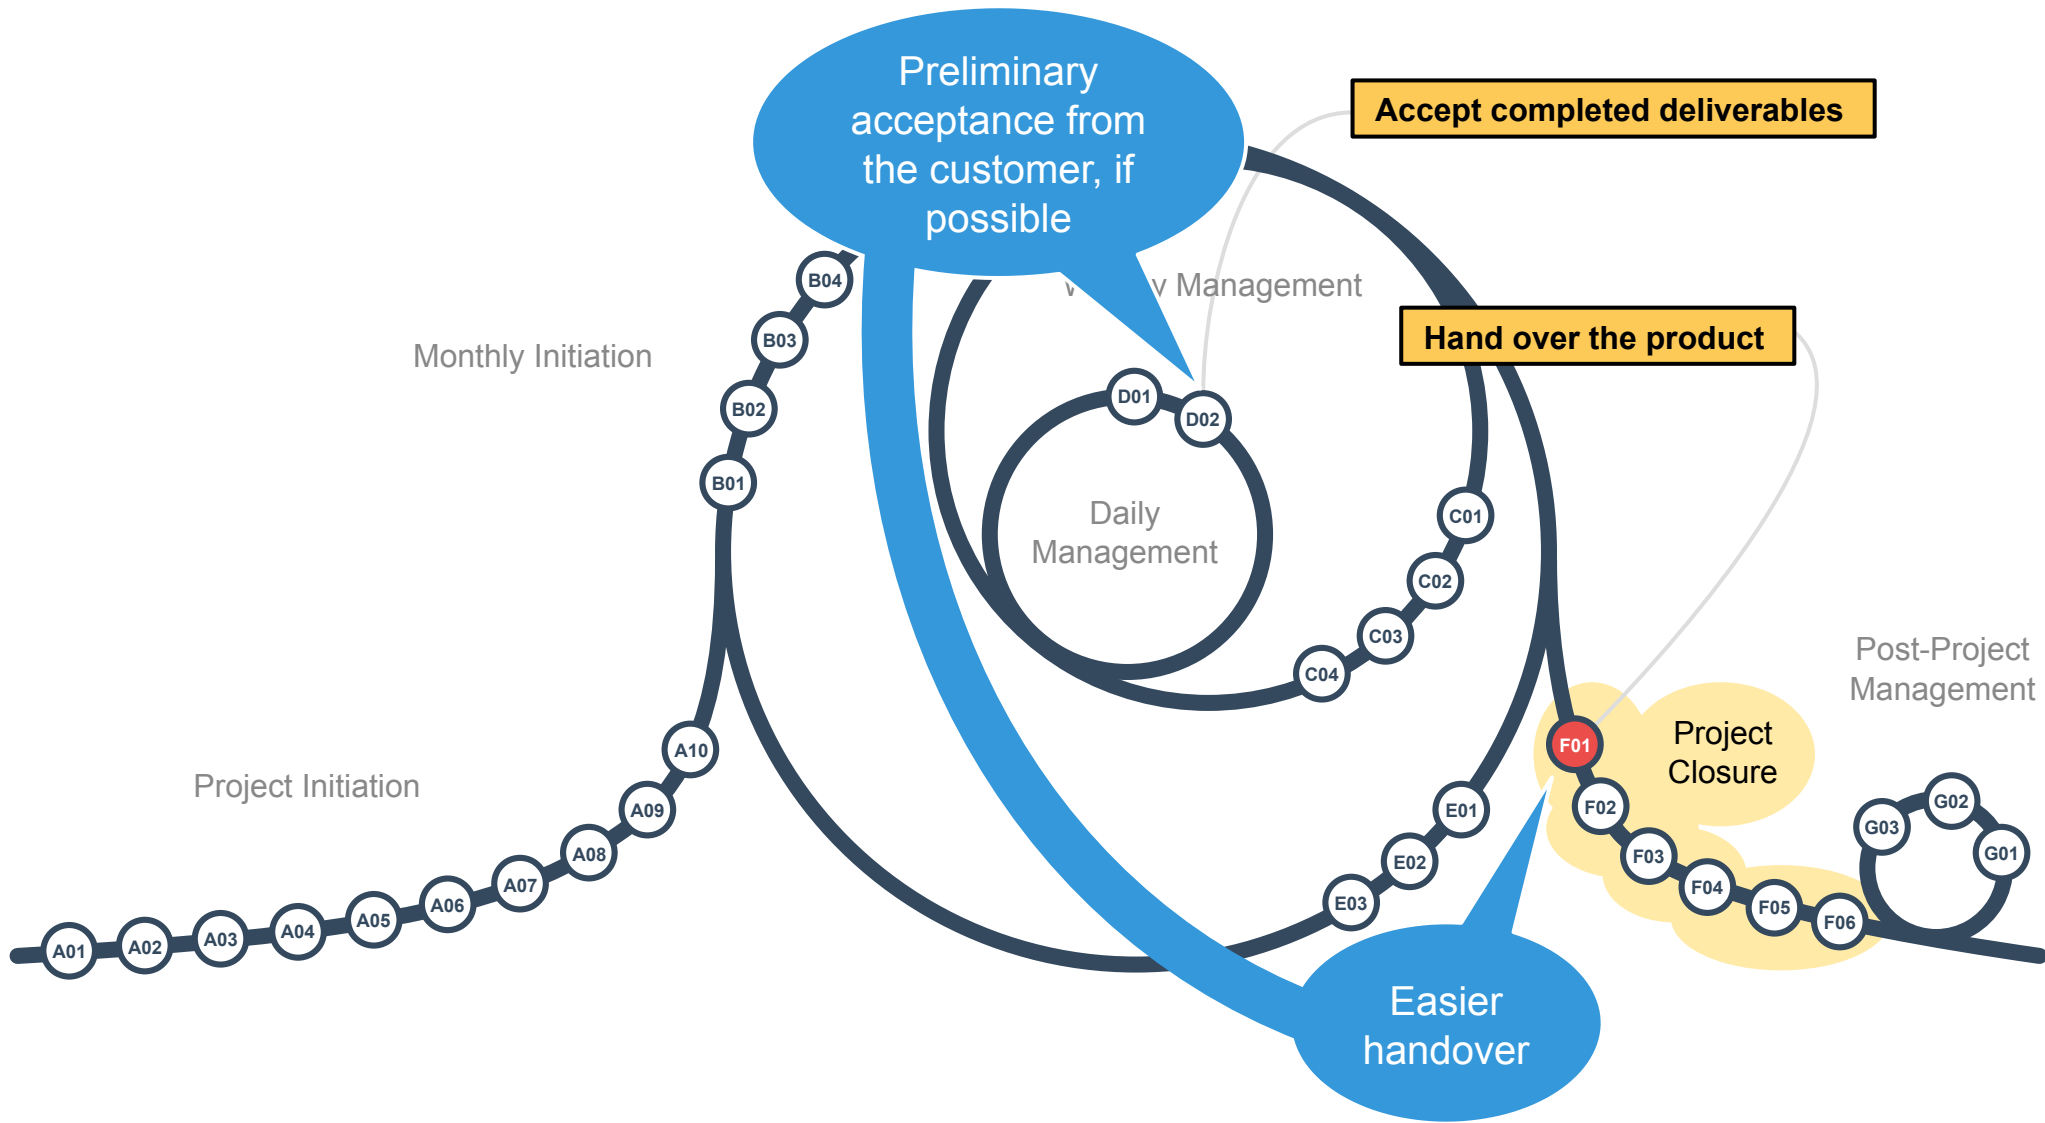 Preliminary
acceptance from
the customer, if
possible
Accept completed deliverables
Management
Hand over the product
Monthly Initiation
B04
B03
B02
B01
D01
D02
Daily
Management
C01
C02
C03
C04
Post-Project
Management
Project
Closure
Project Initiation
A01
A02
A03
A04
A05
A06
A07
A08
A09
A10
E01
E02
E03
F01
F02
F03
F04
F05
F06
G03
G02
G01
Easier
handover